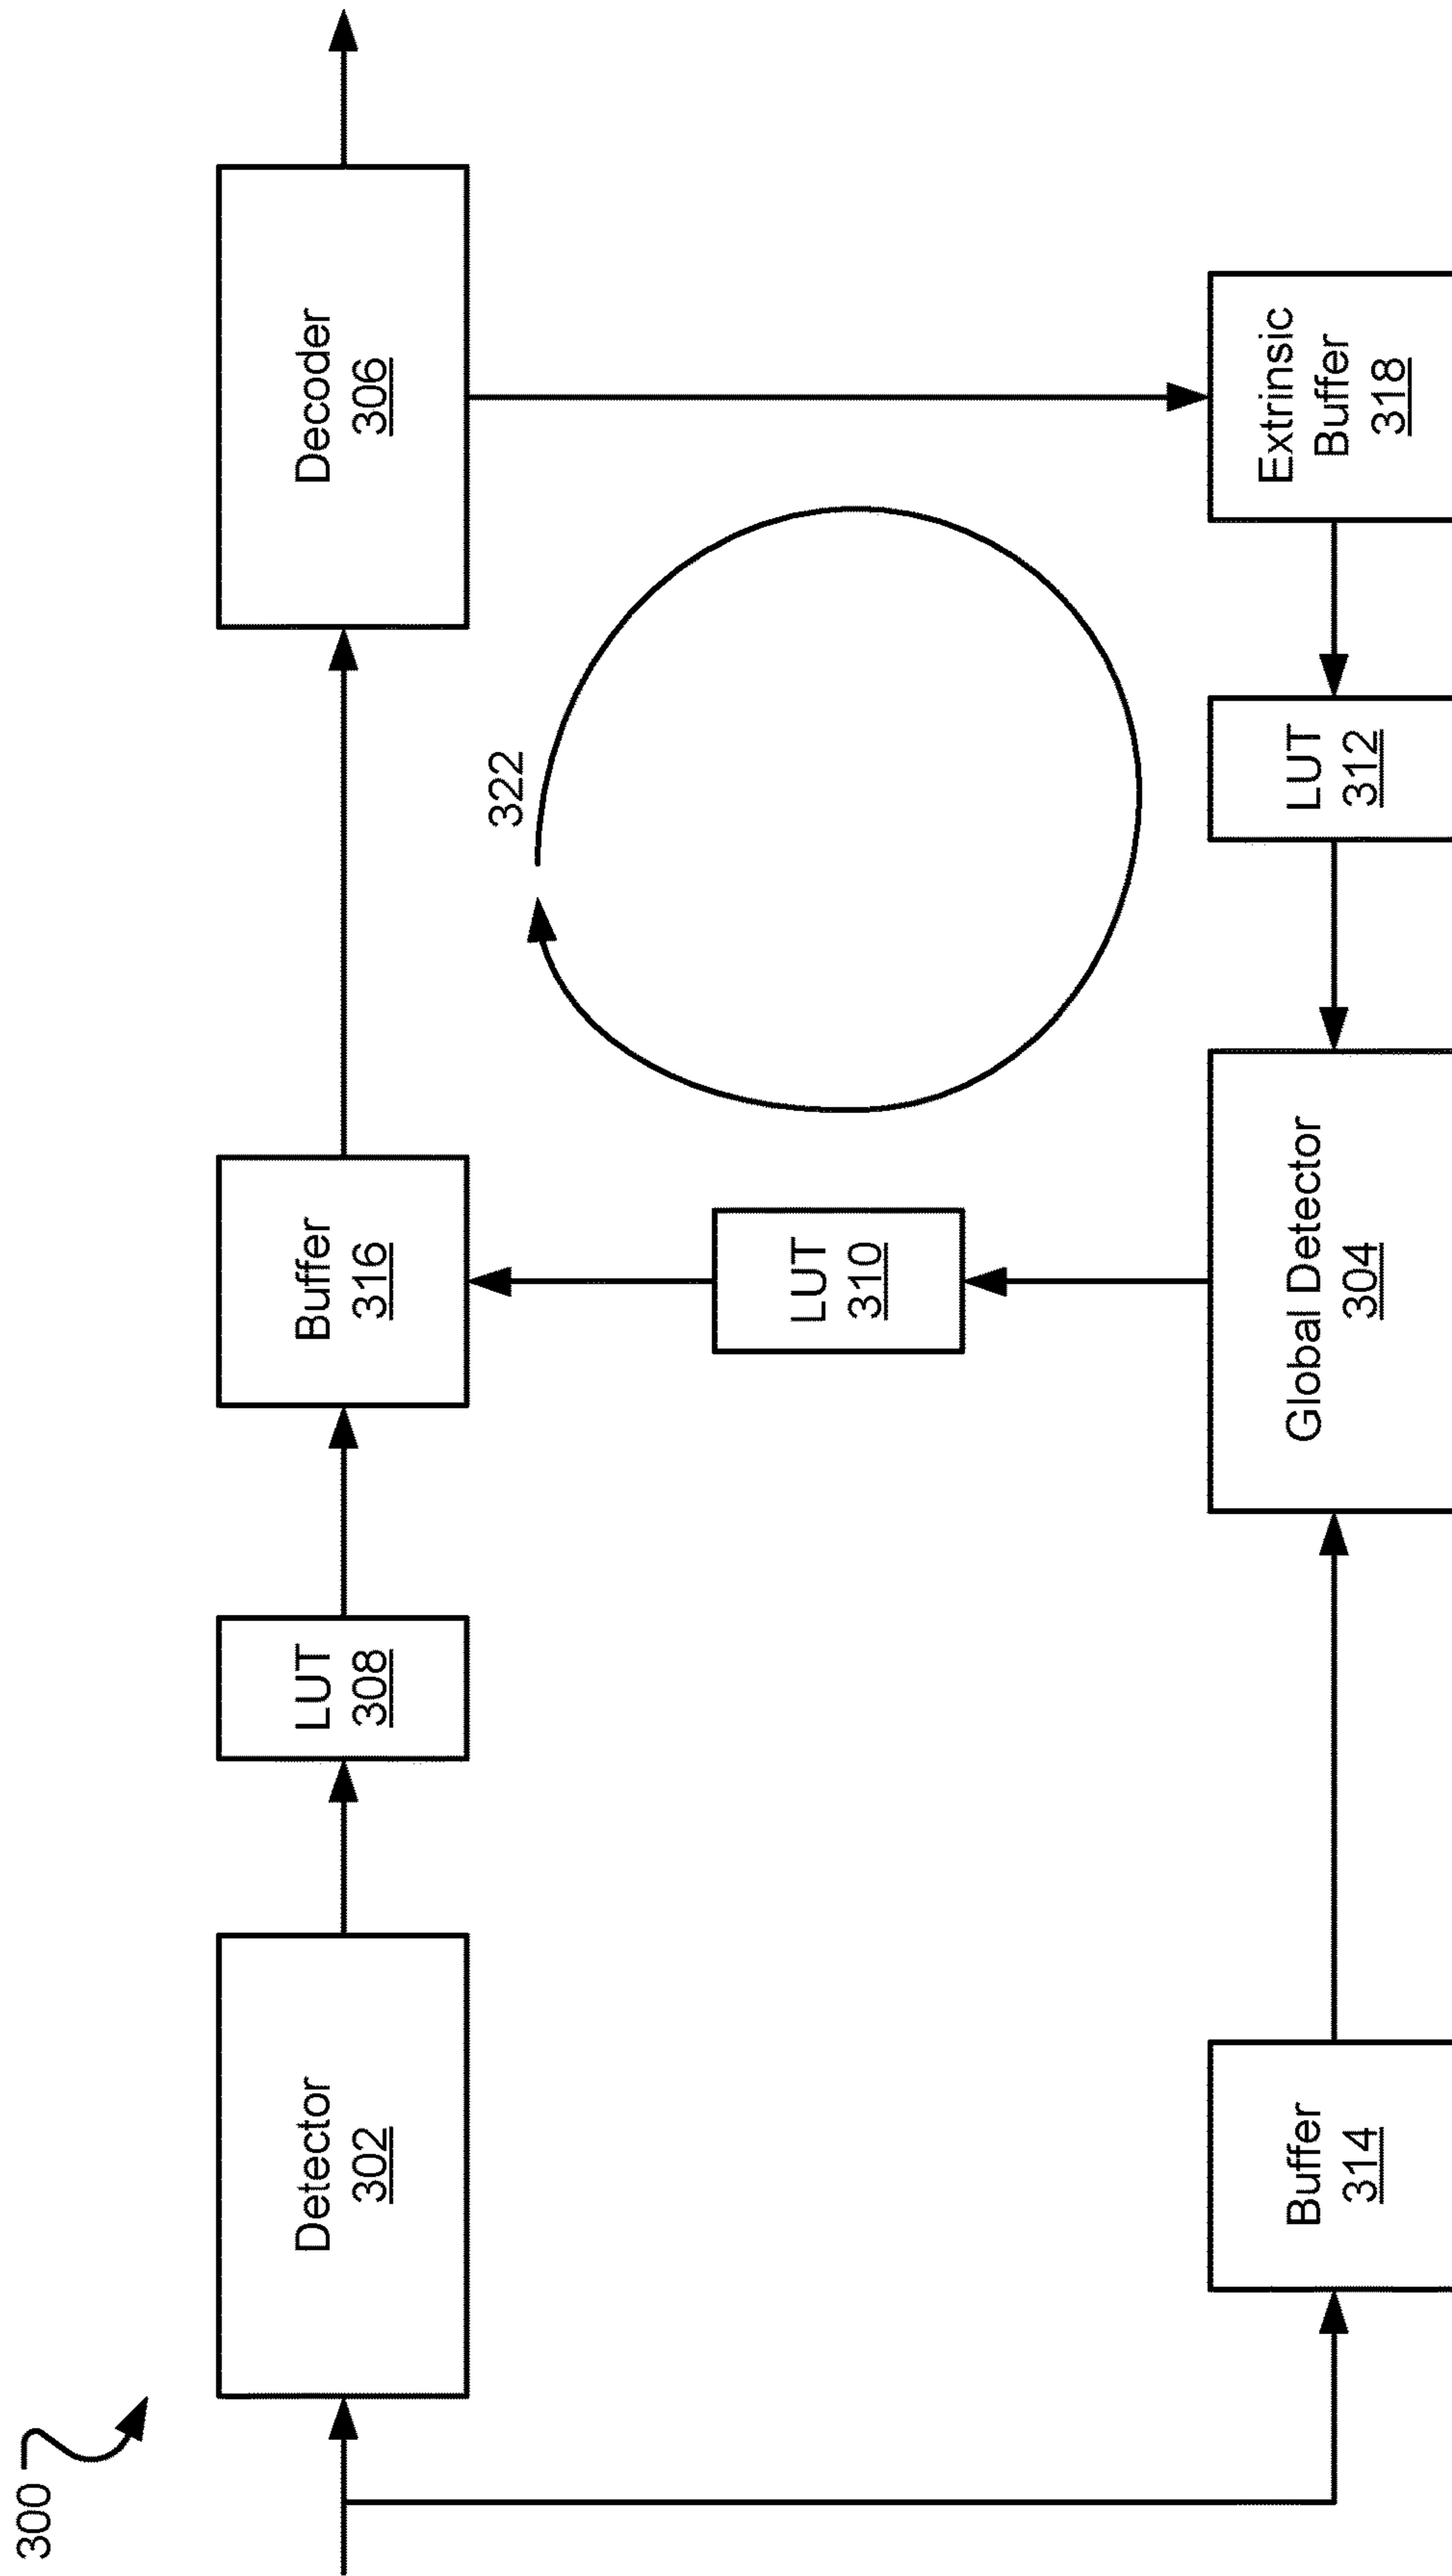 300
Detector
302
LUT
308
Buffer
316
Decoder
306
322
LUT
310
Buffer
314
Global Detector
304
LUT
312
Extrinsic
Buffer
318